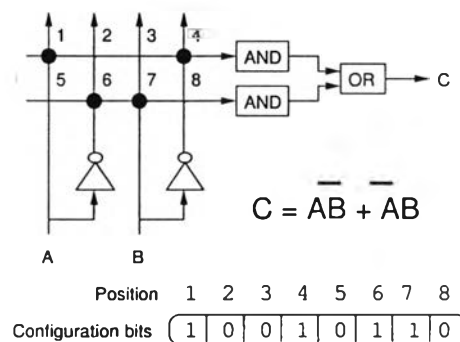 1 2 3 4
AND
OR C
5 6 7 8
AND
C = AB̅ + A̅B
A B
Position 1 2 3 4 5 6 7 8
Configuration bits 1 0 0 1 0 1 1 0